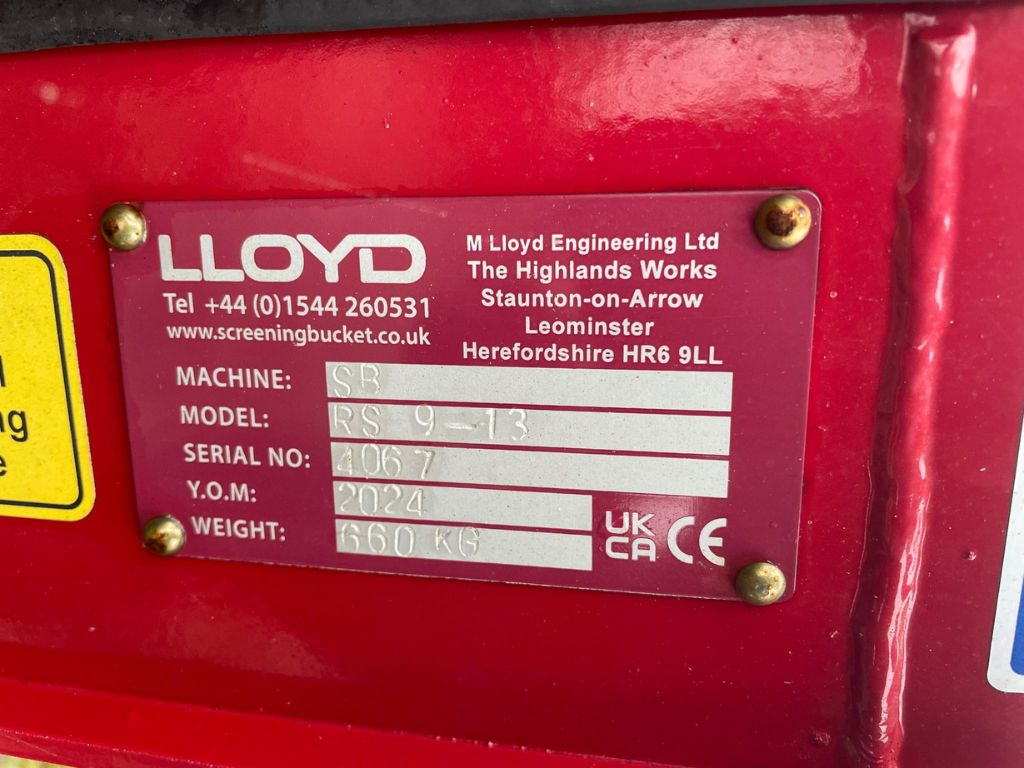 LLOYD
Tel +44 (0)1544 260531
www.screeningbucket.co.uk
M Lloyd Engineering Ltd
The Highlands Works
Staunton-on-Arrow
Leominster
Herefordshire HR6 9LL
MACHINE: SB
MODEL: RS 9-13
SERIAL NO: 4067
Y.O.M: 2024
WEIGHT: 660 KG
UK
CA CE